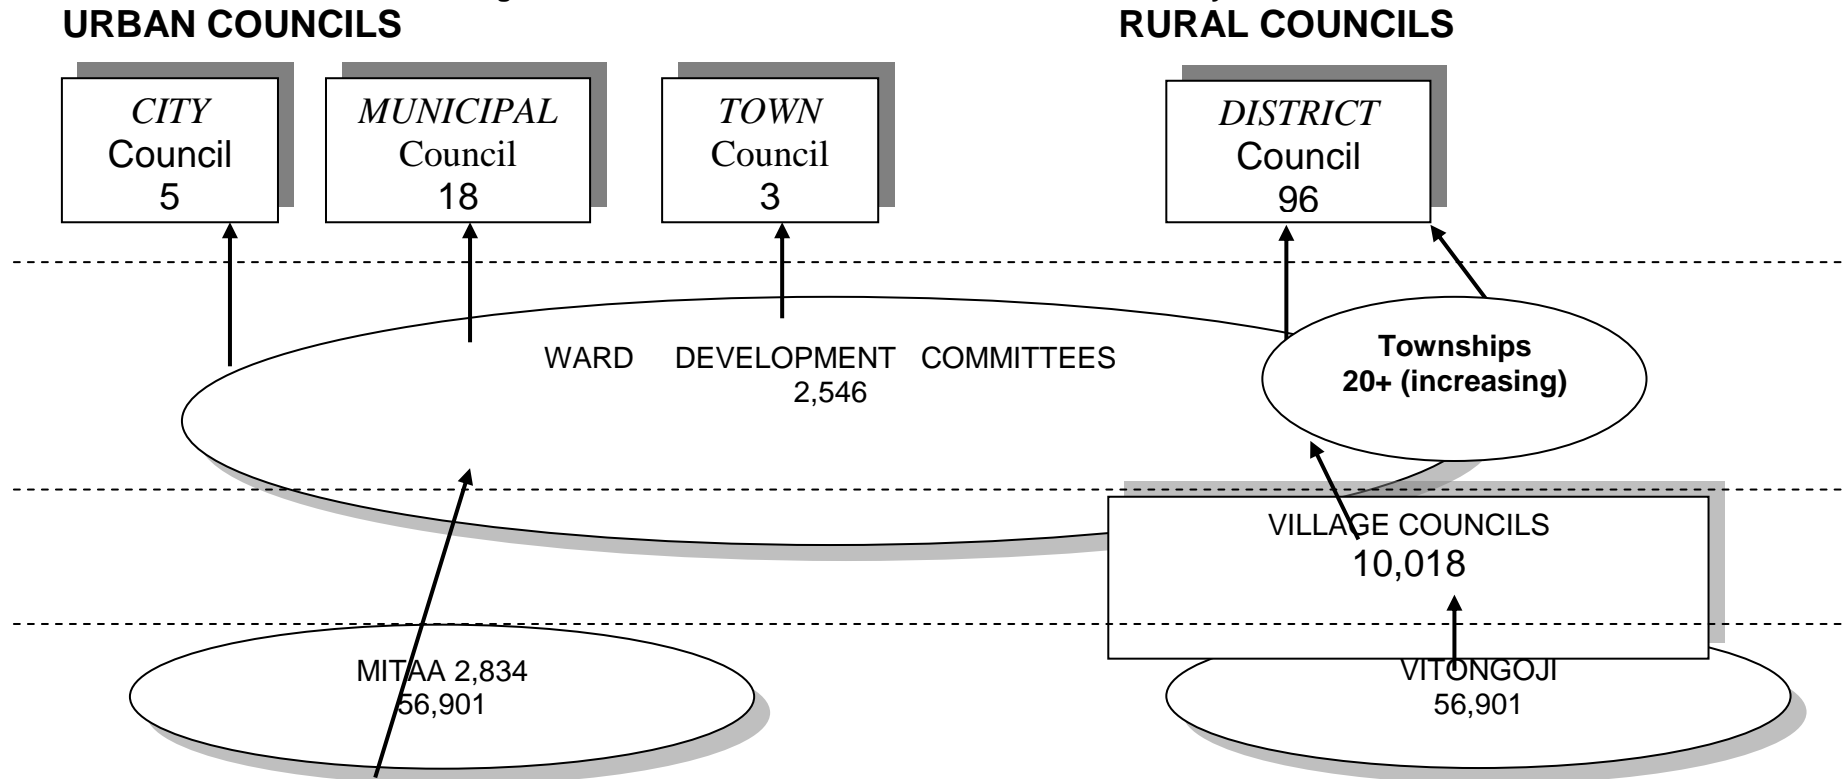 URBAN COUNCILS
RURAL COUNCILS
CITY
Council
5
MUNICIPAL
Council
18
TOWN
Council
3
DISTRICT
Council
96
WARD DEVELOPMENT COMMITTEES
2,546
Townships
20+ (increasing)
VILLAGE COUNCILS
10,018
MITAA 2,834
56,901
VITONGOJI
56,901